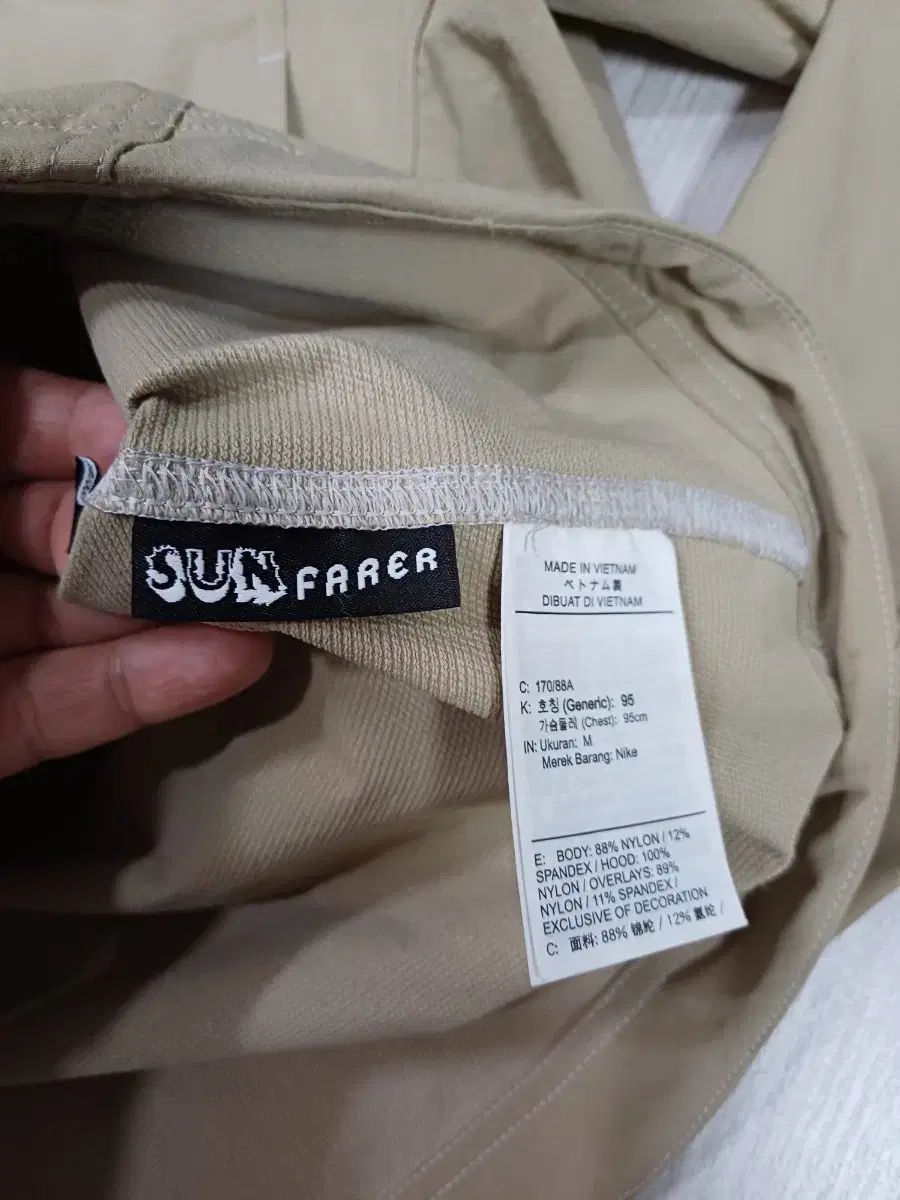 SUN FARER
MADE IN VIETNAM
ベトナム製
DIBUAT DI VIETNAM
C: 170/88A
K: 호칭 (Generic): 95
가슴둘레 (Chest): 95cm
IN: Ukuran: M
Merek Barang: Nike
E: BODY: 88% NYLON / 12%
SPANDEX / HOOD: 100%
NYLON / OVERLAYS: 89%
NYLON / 11% SPANDEX /
EXCLUSIVE OF DECORATION
C: 面料: 88% 锦纶 / 12% 氨纶 /